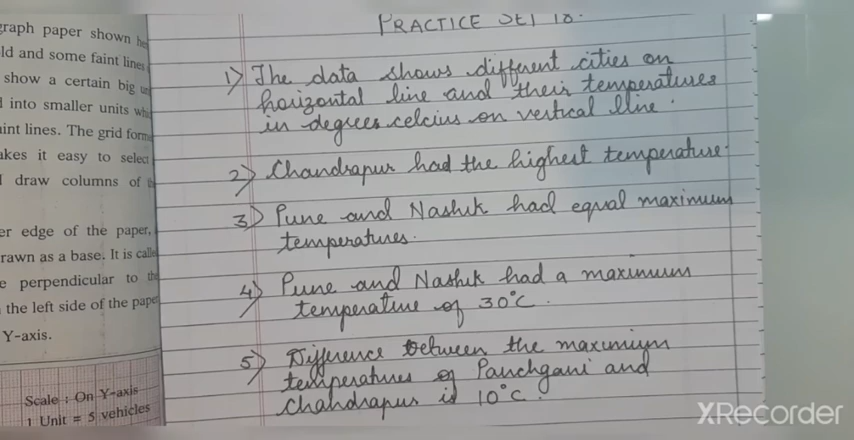 graph paper shown
ld and some faint lines
show a certain big
into smaller units
int lines. The grid
akes it easy to select
draw columns of
er edge of the paper,
rawn as a base. It is
e perpendicular to
the left side of the
Y-axis.
Scale : On Y-axis
1 Unit = 5 vehicles
PRACTICE SET 18.
1) The data shows different cities on
horizontal line and their temperatures
in degrees celcius on vertical line.
2) Chandrapur had the highest temperature.
3) Pune and Nashik had equal maximum
temperatures.
4) Pune and Nashik had a maximum
temperature of 30°C.
5) Difference between the maximum
temperatures of Panchgani and
Chandrapur is 10°C.
XRecorder